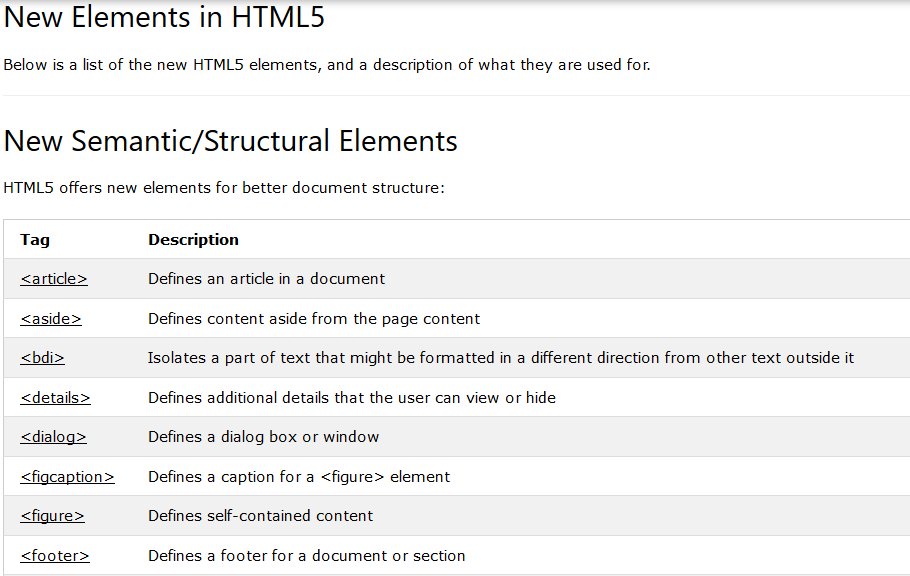 New Elements in HTML5
Below is a list of the new HTML5 elements, and a description of what they are used for.
New Semantic/Structural Elements
HTML5 offers new elements for better document structure:
Tag Description
<article> Defines an article in a document
<aside> Defines content aside from the page content
<bdi> Isolates a part of text that might be formatted in a different direction from other text outside it
<details> Defines additional details that the user can view or hide
<dialog> Defines a dialog box or window
<figcaption> Defines a caption for a <figure> element
<figure> Defines self-contained content
<footer> Defines a footer for a document or section